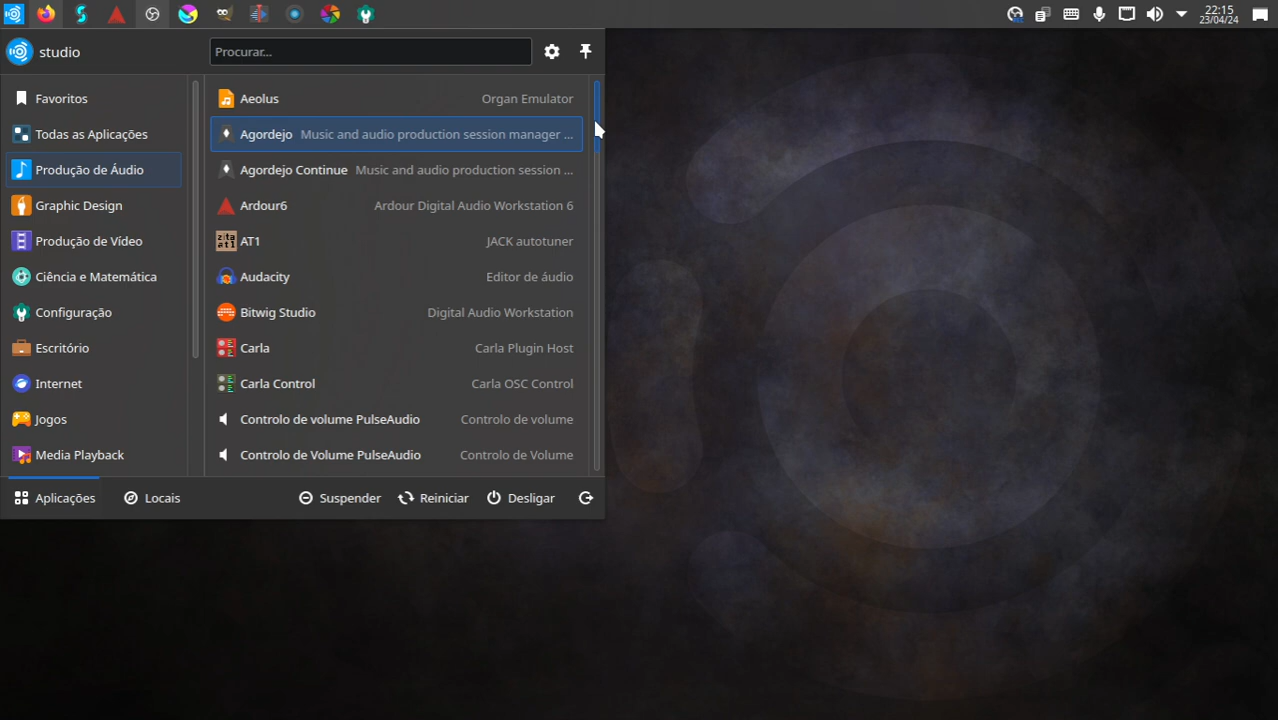 22:15
23/04/24
studio
Procurar...
Favoritos
Todas as Aplicações
Produção de Áudio
Graphic Design
Produção de Vídeo
Ciência e Matemática
Configuração
Escritório
Internet
Jogos
Media Playback
Aeolus Organ Emulator
Agordejo Music and audio production session manager ...
Agordejo Continue Music and audio production session ...
Ardour6 Ardour Digital Audio Workstation 6
AT1 JACK autotuner
Audacity Editor de áudio
Bitwig Studio Digital Audio Workstation
Carla Carla Plugin Host
Carla Control Carla OSC Control
Controlo de volume PulseAudio Controlo de volume
Controlo de Volume PulseAudio Controlo de Volume
Aplicações Locais Suspender Reiniciar Desligar